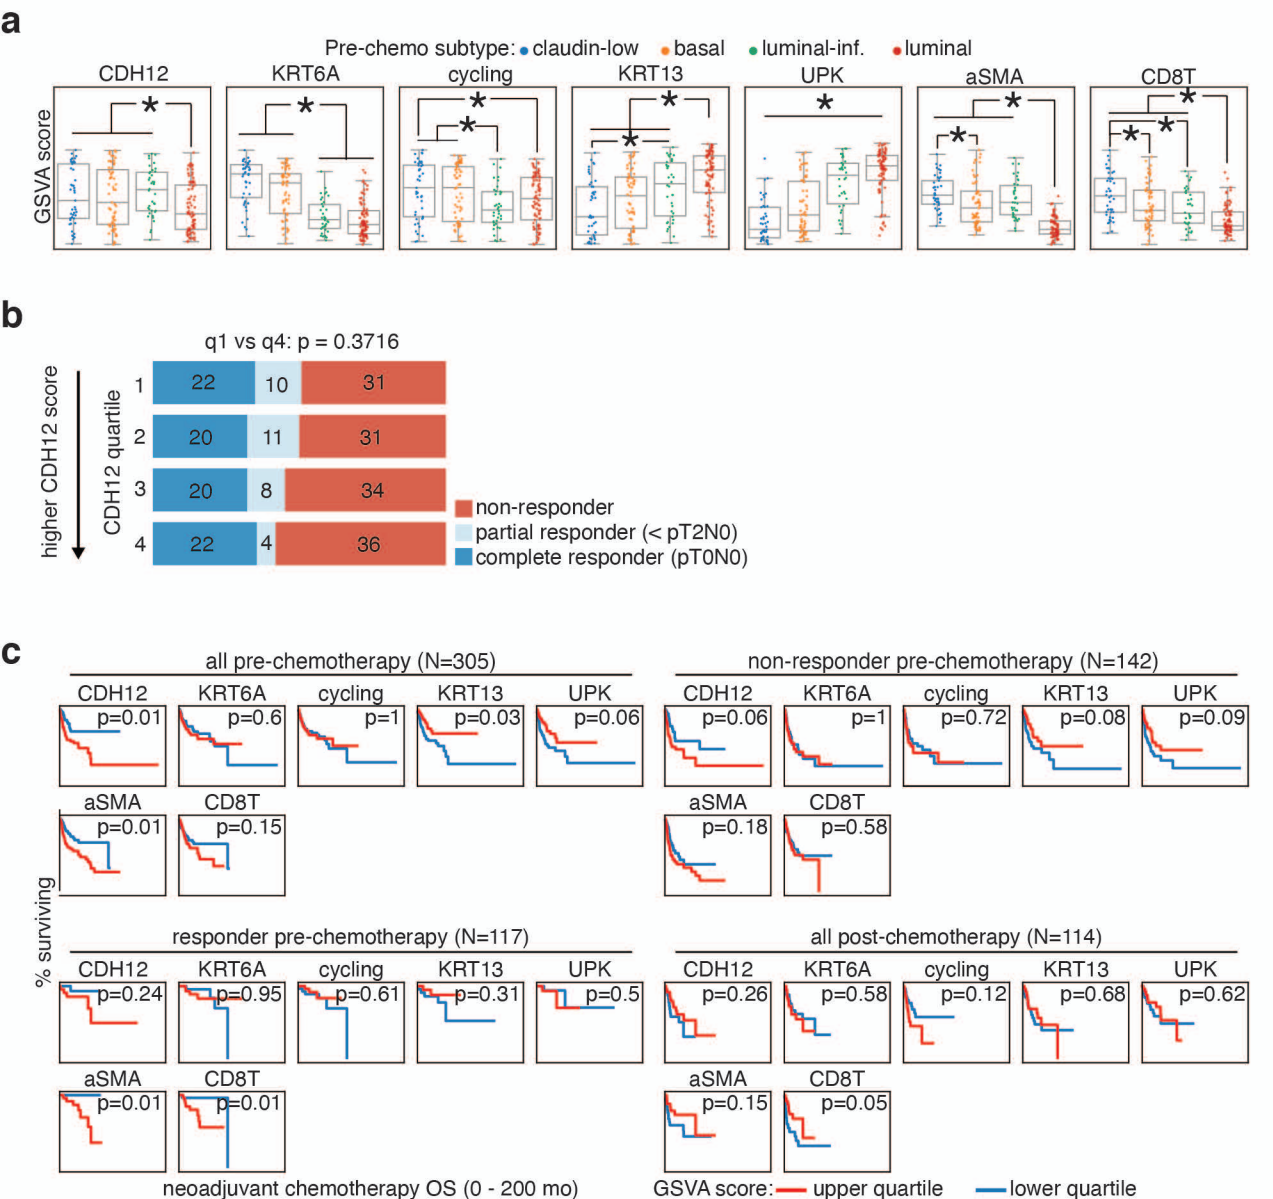 a
Pre-chemo subtype: claudin-low basal luminal-inf. luminal
CDH12 KRT6A cycling KRT13 UPK aSMA CD8T
GSVA score
* * * * * * * * * * * *
b
q1 vs q4: p = 0.3716
higher CDH12 score
CDH12 quartile
1 22 10 31
2 20 11 31
3 20 8 34
4 22 4 36
non-responder
partial responder (< pT2N0)
complete responder (pT0N0)
c
% surviving
all pre-chemotherapy (N=305)
CDH12 KRT6A cycling KRT13 UPK
p=0.01 p=0.6 p=1 p=0.03 p=0.06
aSMA CD8T
p=0.01 p=0.15
non-responder pre-chemotherapy (N=142)
CDH12 KRT6A cycling KRT13 UPK
p=0.06 p=1 p=0.72 p=0.08 p=0.09
aSMA CD8T
p=0.18 p=0.58
responder pre-chemotherapy (N=117)
CDH12 KRT6A cycling KRT13 UPK
p=0.24 p=0.95 p=0.61 p=0.31 p=0.5
aSMA CD8T
p=0.01 p=0.01
all post-chemotherapy (N=114)
CDH12 KRT6A cycling KRT13 UPK
p=0.26 p=0.58 p=0.12 p=0.68 p=0.62
aSMA CD8T
p=0.15 p=0.05
neoadjuvant chemotherapy OS (0 - 200 mo)
GSVA score: upper quartile lower quartile